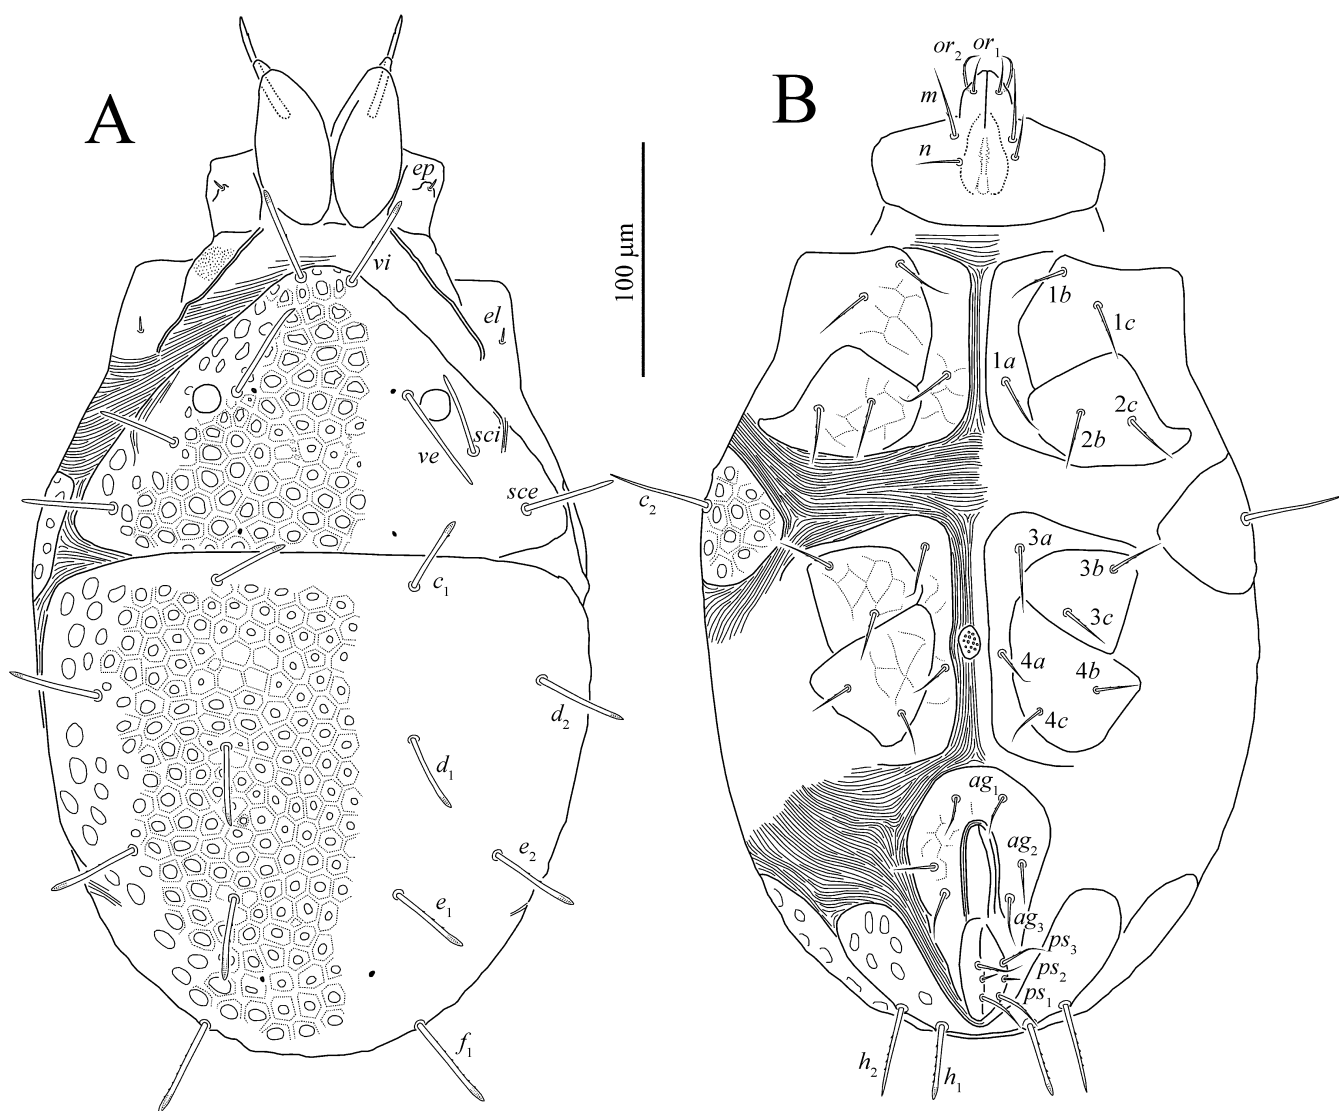 A
ep
vi
el
sci
ve
sce
c1
d2
d1
e2
e1
f1
100 μm
B
or2 or1
m
n
1b
1c
1a
2c
2b
c2
3a
3b
3c
4a
4b
4c
ag1
ag2
ag3
ps3
ps2
ps1
h2
h1